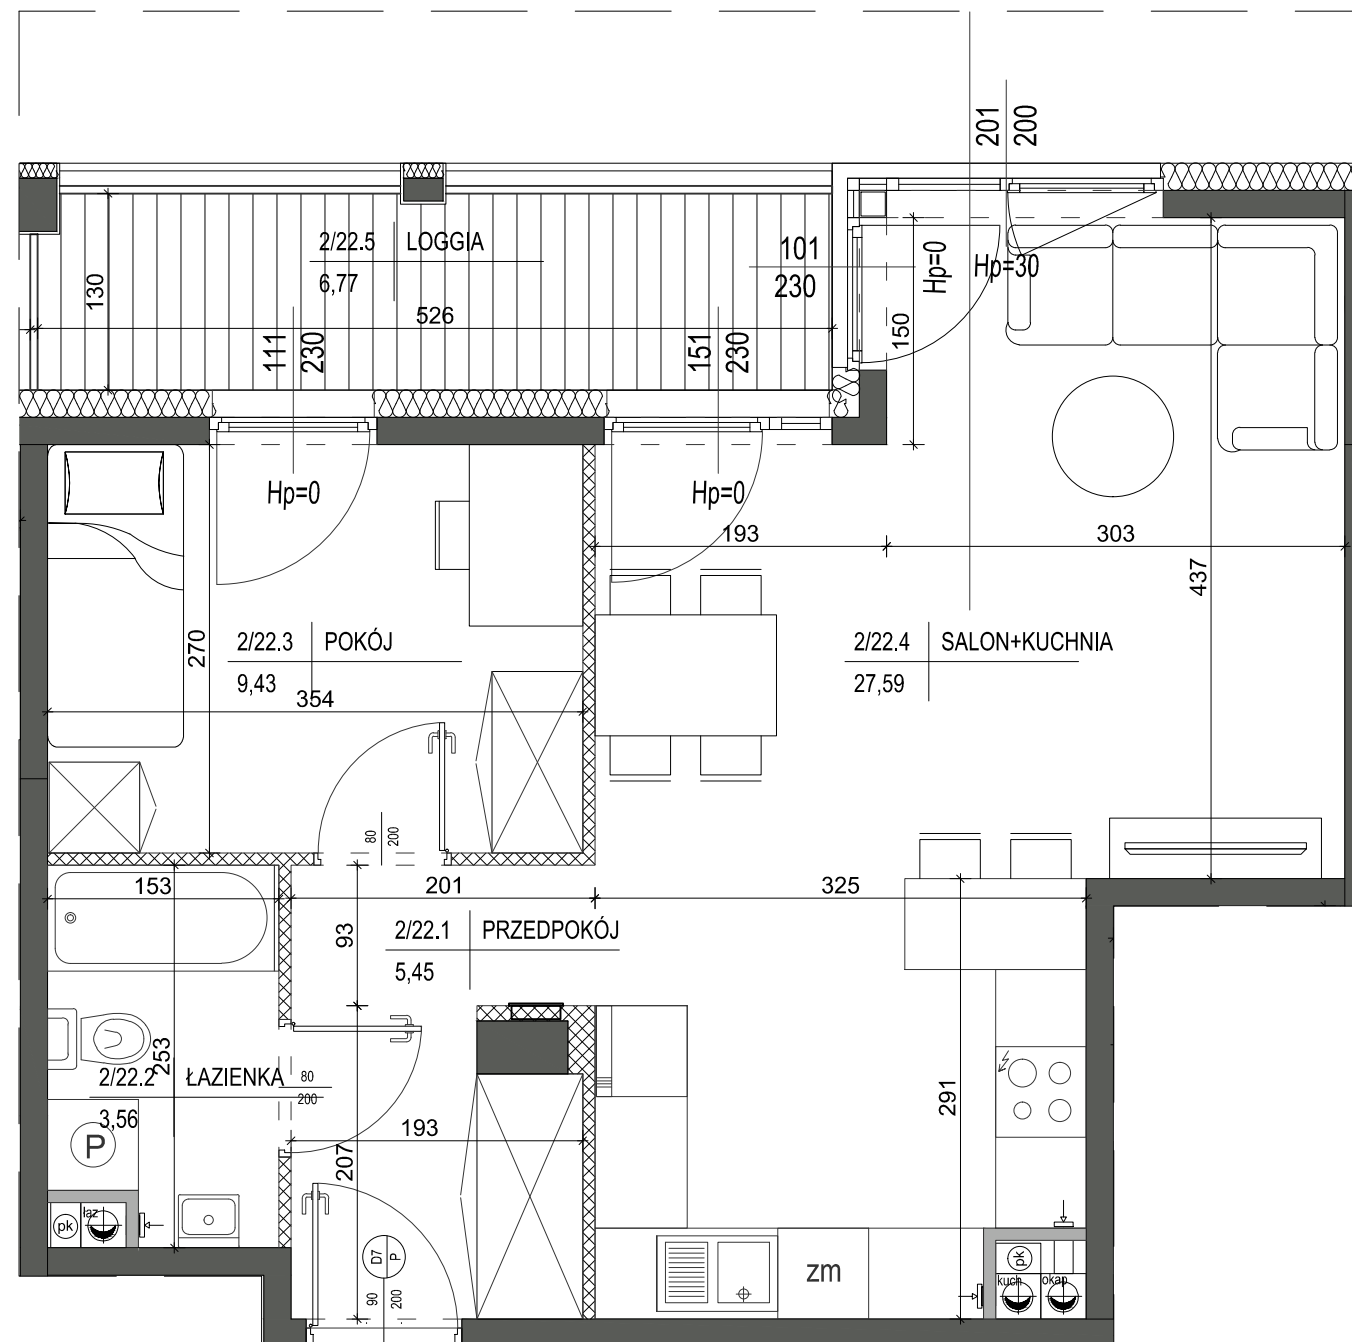 201
200
2/22.5 LOGGIA
6,77
101
230
Hp=0
Hp=30
130
526
150
111
230
151
230
Hp=0
Hp=0
193
303
437
270
2/22.3 POKÓJ
9,43
354
2/22.4 SALON+KUCHNIA
27,59
80
200
153
201
325
93
2/22.1 PRZEDPOKÓJ
5,45
253
2/22.2 ŁAZIENKA
3,56
80
200
291
P
193
207
pk
łaz
D7
P
90
200
zm
pk
kuch
okap